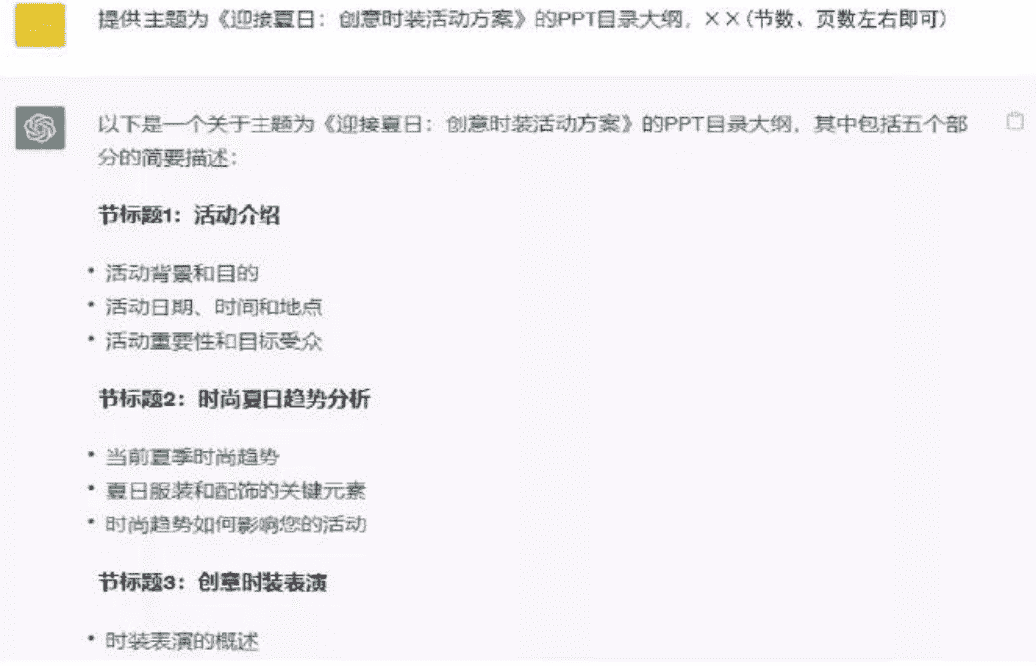 提供主题为《迎接夏日：创意时装活动方案》的PPT目录大纲，××(节数、页数左右即可)
以下是一个关于主题为《迎接夏日：创意时装活动方案》的PPT目录大纲，其中包括五个部
分的简要描述：
节标题1：活动介绍
• 活动背景和目的
• 活动日期、时间和地点
• 活动重要性和目标受众
节标题2：时尚夏日趋势分析
• 当前夏季时尚趋势
• 夏日服装和配饰的关键元素
• 时尚趋势如何影响您的活动
节标题3：创意时装表演
• 时装表演的概述